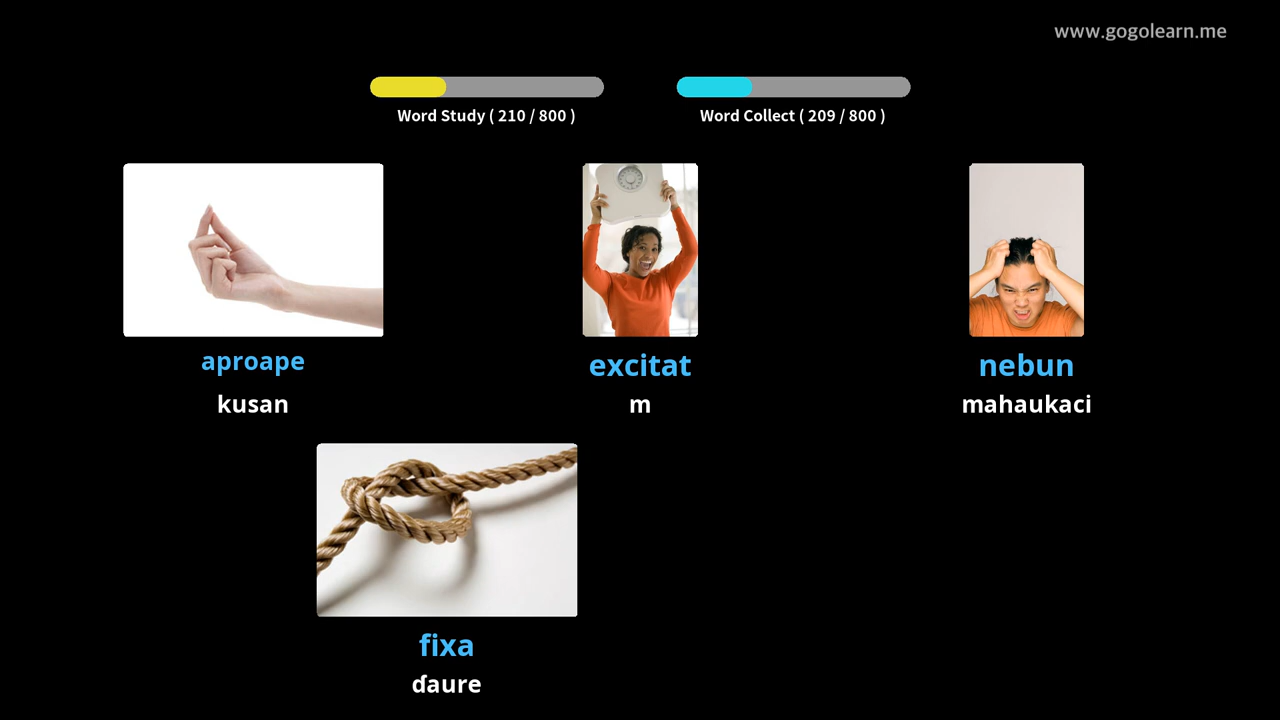 www.gogolearn.me
Word Study ( 210 / 800 )
Word Collect ( 209 / 800 )
aproape
excitat
nebun
kusan
m
mahaukaci
fixa
ɗaure